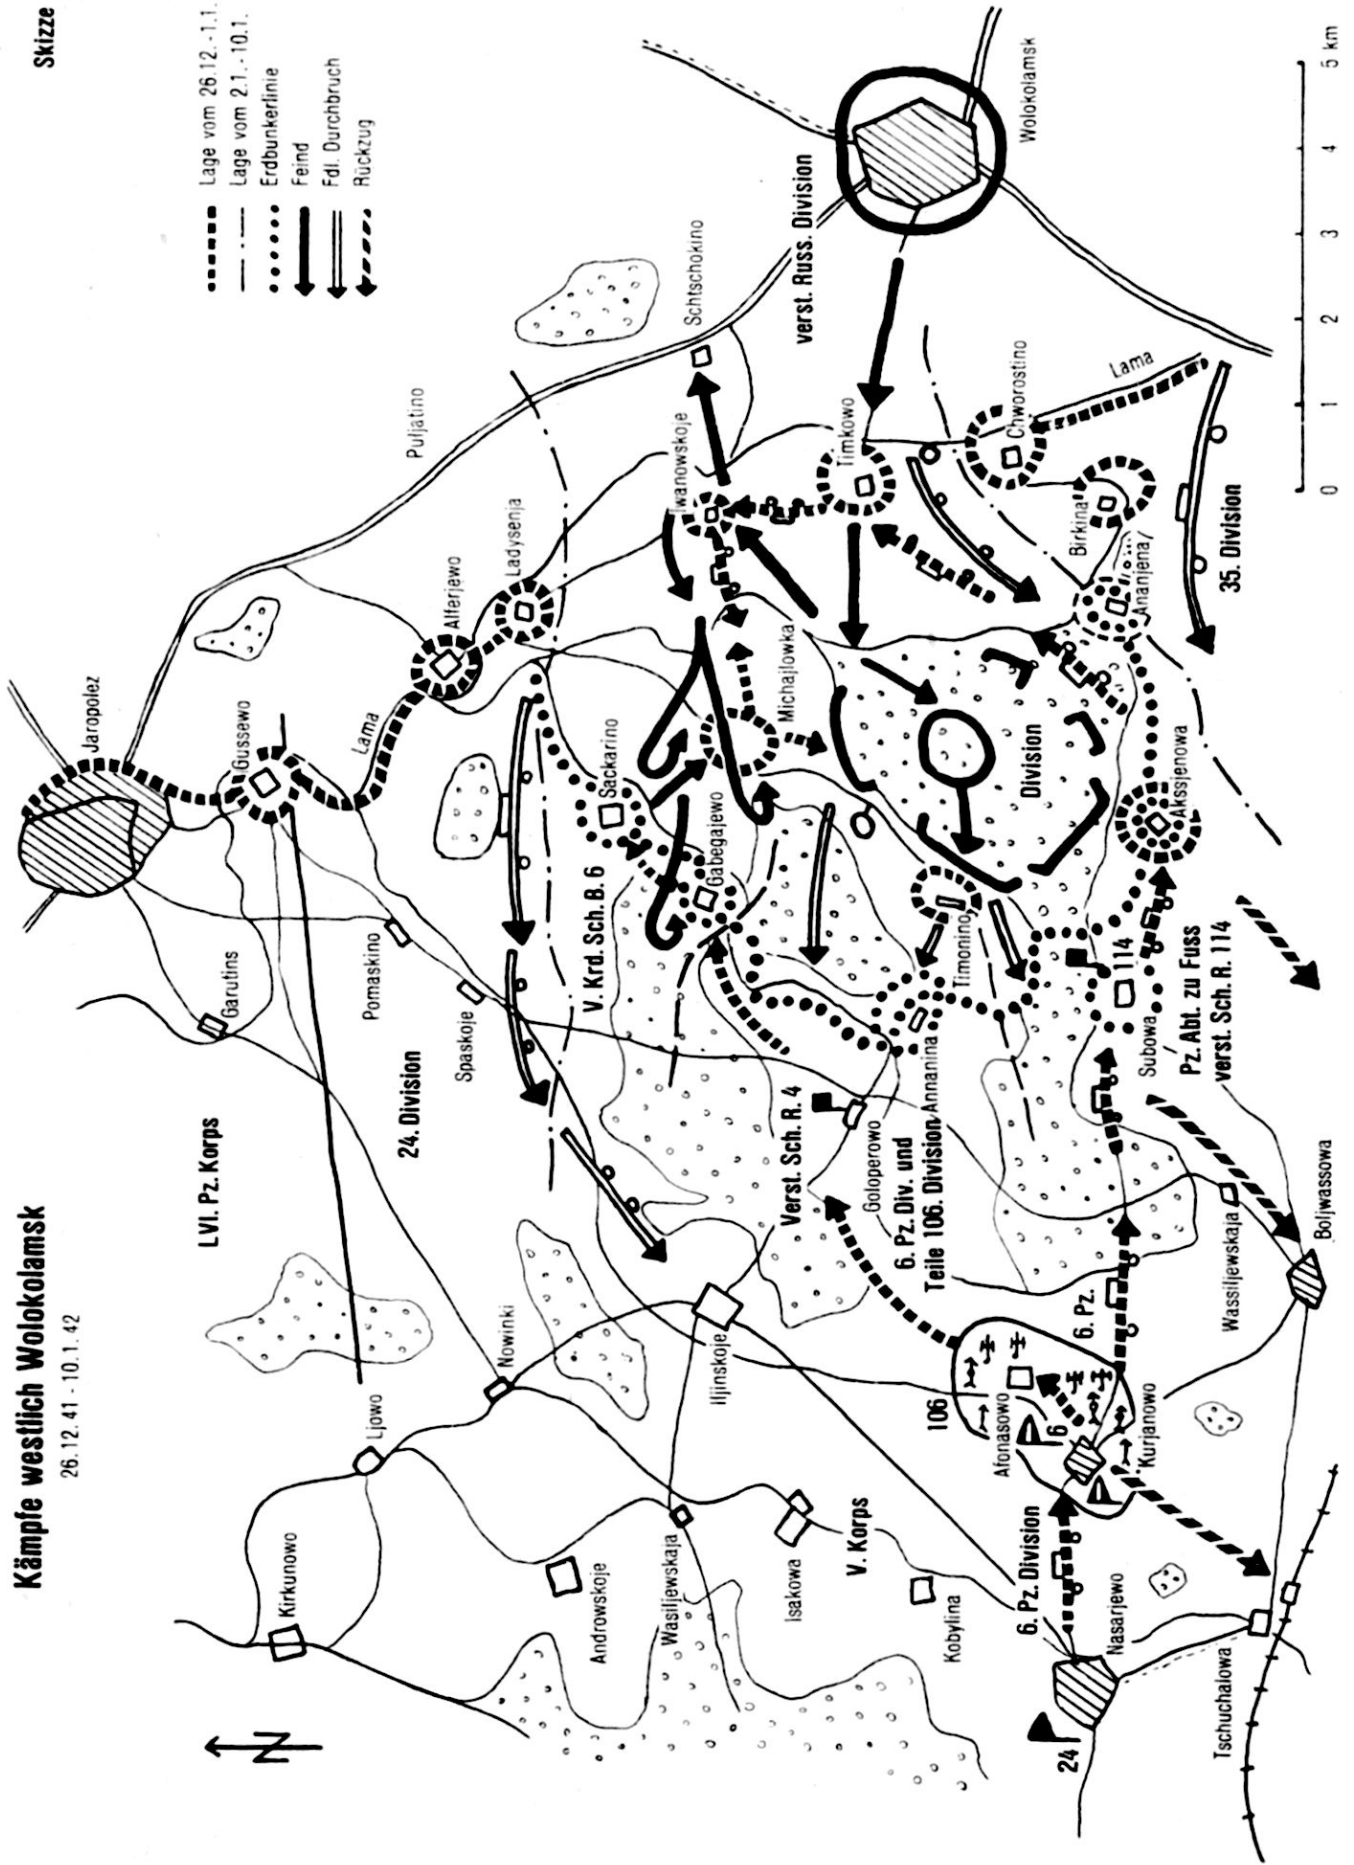 Kämpfe westlich Wolokolamsk
26.12.41 - 10.1.42
Skizze
Lage vom 26.12.-1.1.
Lage vom 2.1.-10.1.
Erdbunkerlinie
Feind
Fdl. Durchbruch
Rückzug
N
LVI. Pz. Korps
Jaropolez
Gussewo
Garutins
Kirkunowo
Ljowo
Lama
Putjatino
Alferjewo
Ladysenja
Pomaskino
24. Division
Spaskoje
Nowinki
Androwskoje
V. Krd. Sch. B. 6
Sackarino
Iwanowskoje
Schtschokino
Gabegajewo
Michajlowka
verst. Russ. Division
Iljinskoje
Wasiljewskaja
Isakowa
Verst. Sch. R. 4
Timkowo
V. Korps
Goloperowo
6. Pz. Div. und
Teile 106. Division
Annanina
Timonino
Kobylina
106
Afonasowo
6
Chworostino
Wolokolamsk
Division
6. Pz. Division
24
Nasarjewo
Kurjanowo
6. Pz.
114
Subowa
Birkina
Ananjena
Lama
Akssjenowa
Pz. Abt. zu Fuss
verst. Sch. R. 114
35. Division
Wassiljewskaja
Tschuchalowa
Boljwassowa
0 1 2 3 4 5 km